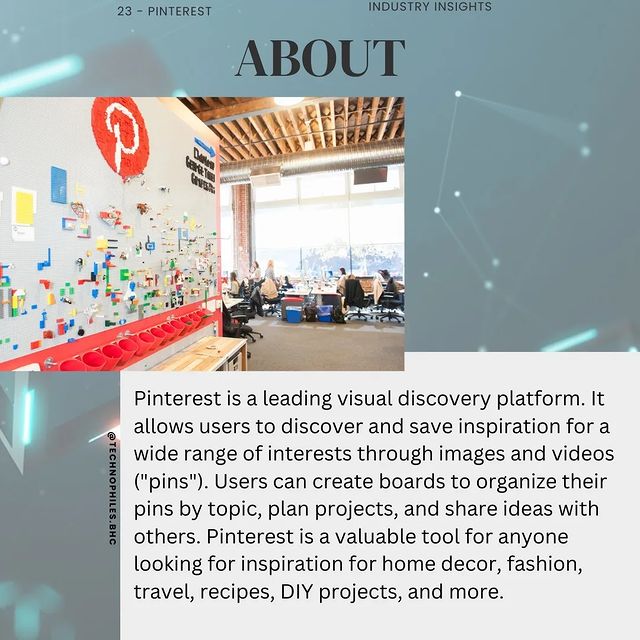 23 - PINTEREST
INDUSTRY INSIGHTS
ABOUT
Pinterest is a leading visual discovery platform. It
allows users to discover and save inspiration for a
wide range of interests through images and videos
("pins"). Users can create boards to organize their
pins by topic, plan projects, and share ideas with
others. Pinterest is a valuable tool for anyone
looking for inspiration for home decor, fashion,
travel, recipes, DIY projects, and more.
@TECHNOPHILES.BHC